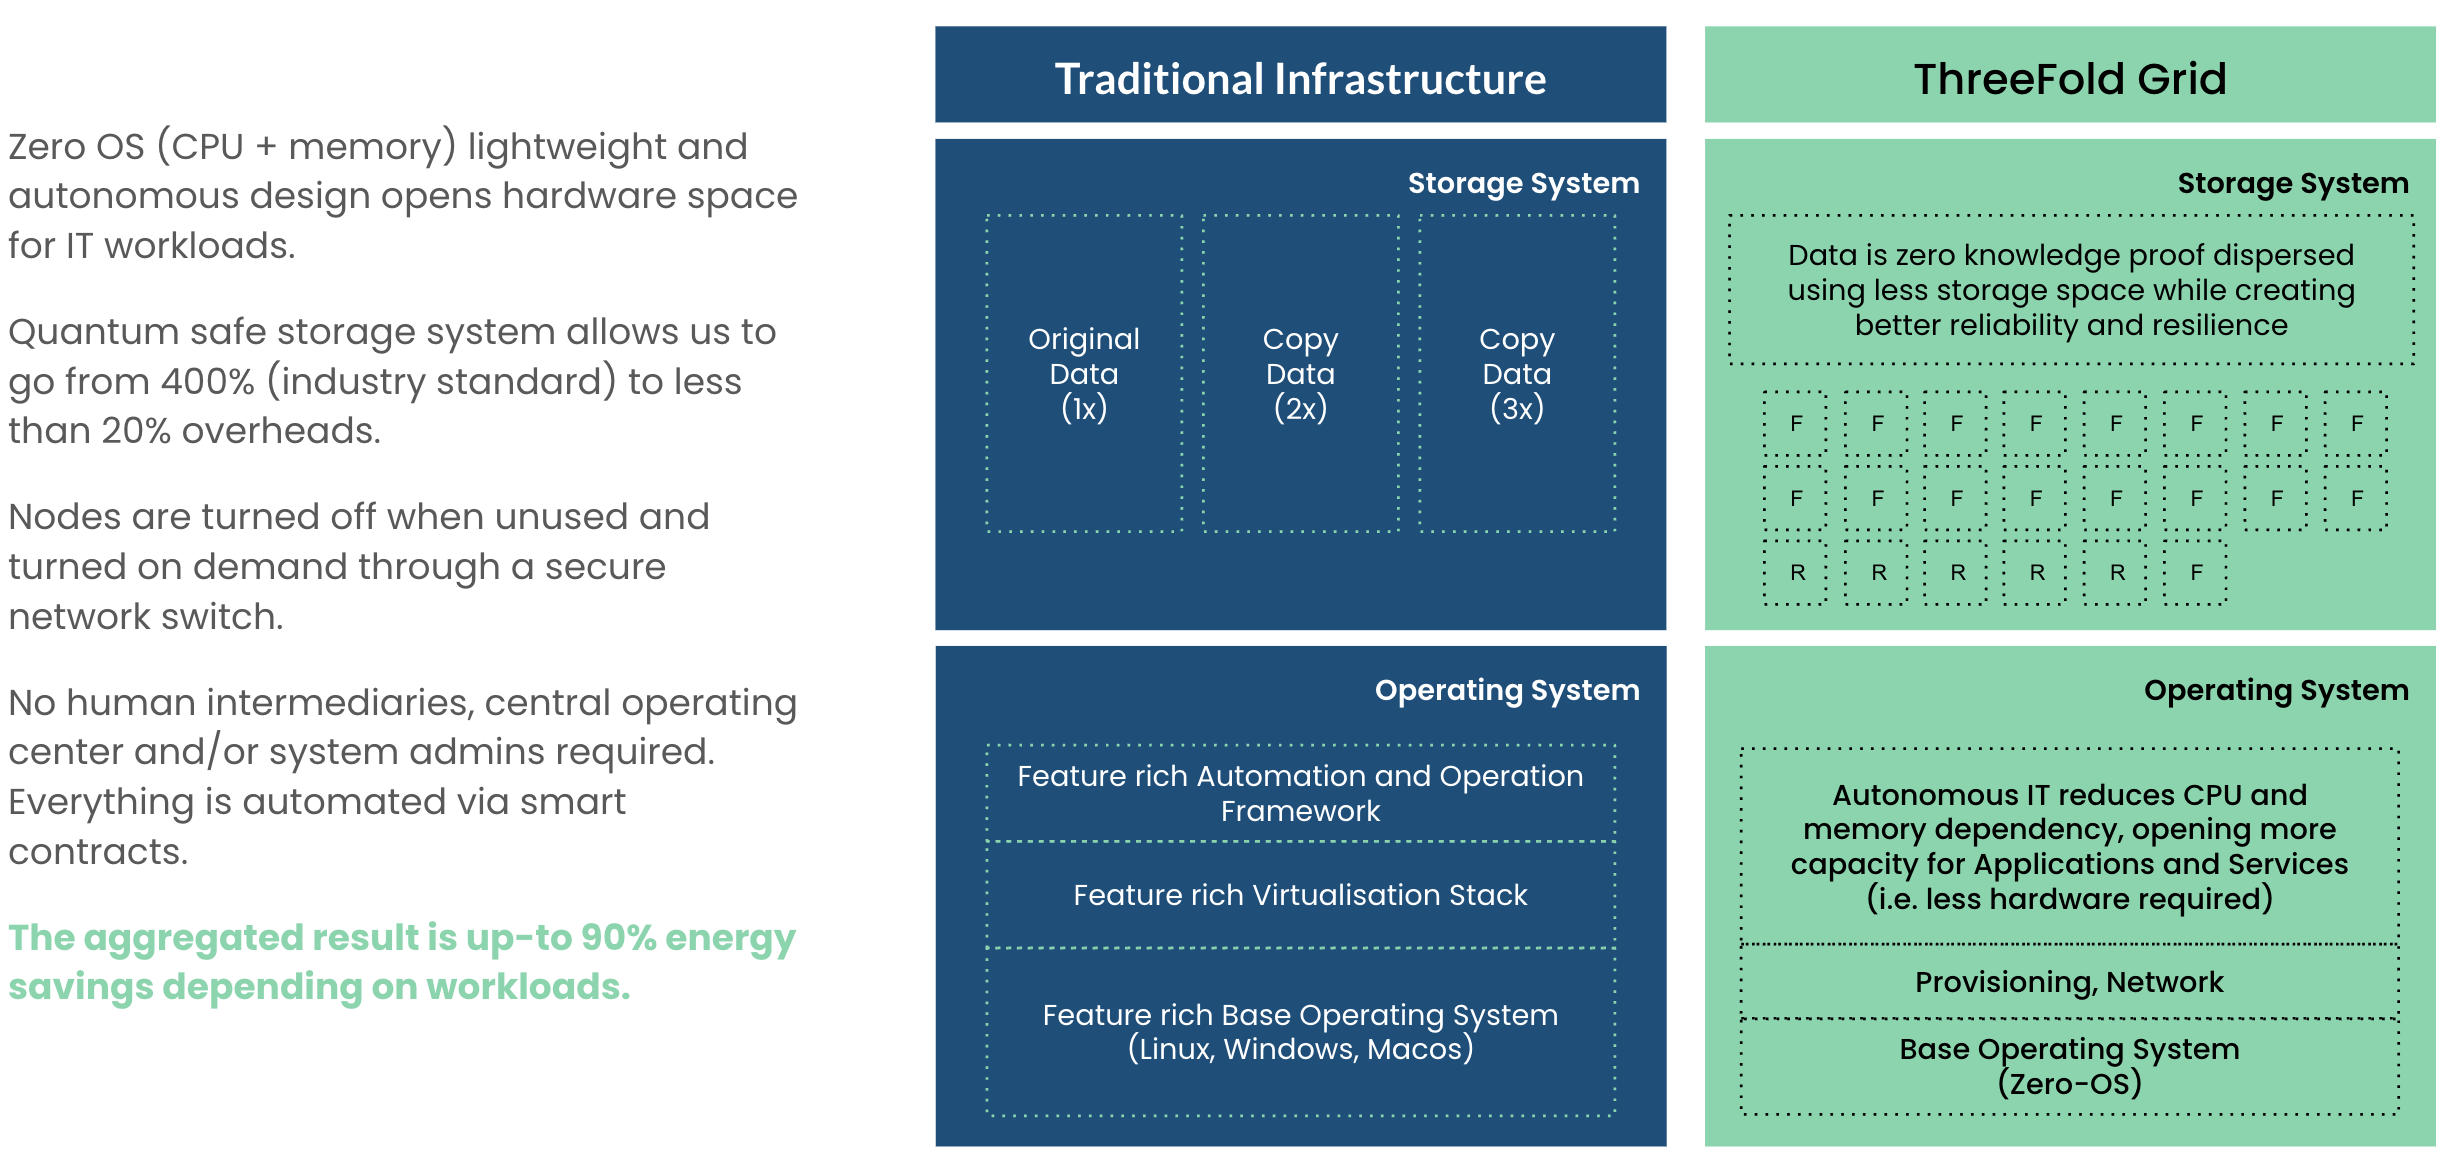 Zero OS (CPU + memory) lightweight and
autonomous design opens hardware space
for IT workloads.
Quantum safe storage system allows us to
go from 400% (industry standard) to less
than 20% overheads.
Nodes are turned off when unused and
turned on demand through a secure
network switch.
No human intermediaries, central operating
center and/or system admins required.
Everything is automated via smart
contracts.
The aggregated result is up-to 90% energy
savings depending on workloads.
Traditional Infrastructure
Storage System
Original
Data
(1x)
Copy
Data
(2x)
Copy
Data
(3x)
Operating System
Feature rich Automation and Operation
Framework
Feature rich Virtualisation Stack
Feature rich Base Operating System
(Linux, Windows, Macos)
ThreeFold Grid
Storage System
Data is zero knowledge proof dispersed
using less storage space while creating
better reliability and resilience
F F F F F F F F
F F F F F F F F
R R R R R F
Operating System
Autonomous IT reduces CPU and
memory dependency, opening more
capacity for Applications and Services
(i.e. less hardware required)
Provisioning, Network
Base Operating System
(Zero-OS)